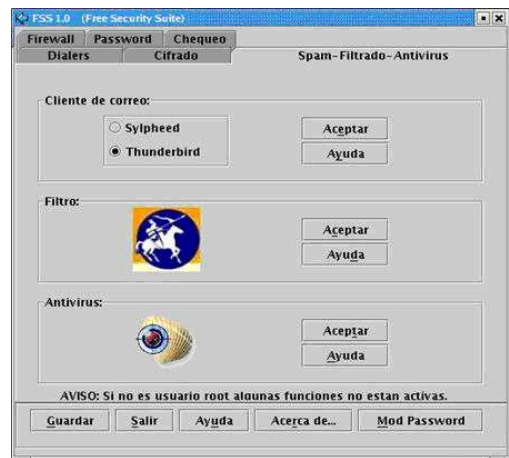 FSS 1.0 (Free Security Suite)
Firewall Password Chequeo
Dialers Cifrado Spam-Filtrado-Antivirus
Cliente de correo:
Sylpheed
Thunderbird
Aceptar
Ayuda
Filtro:
Aceptar
Ayuda
Antivirus:
Aceptar
Ayuda
AVISO: Si no es usuario root algunas funciones no estan activas.
Guardar Salir Ayuda Acerca de... Mod Password